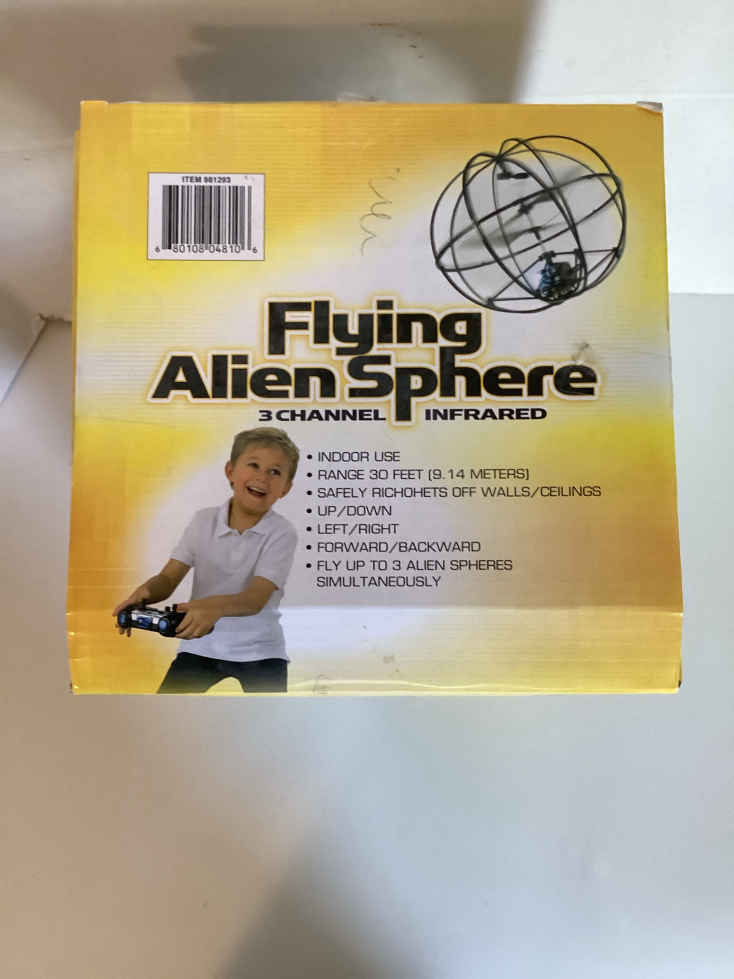 ITEM 981293
6 80108 04810 6
Flying
Alien Sphere
3 CHANNEL INFRARED
• INDOOR USE
• RANGE 30 FEET (9.14 METERS)
• SAFELY RICHOHETS OFF WALLS/CEILINGS
• UP/DOWN
• LEFT/RIGHT
• FORWARD/BACKWARD
• FLY UP TO 3 ALIEN SPHERES
SIMULTANEOUSLY